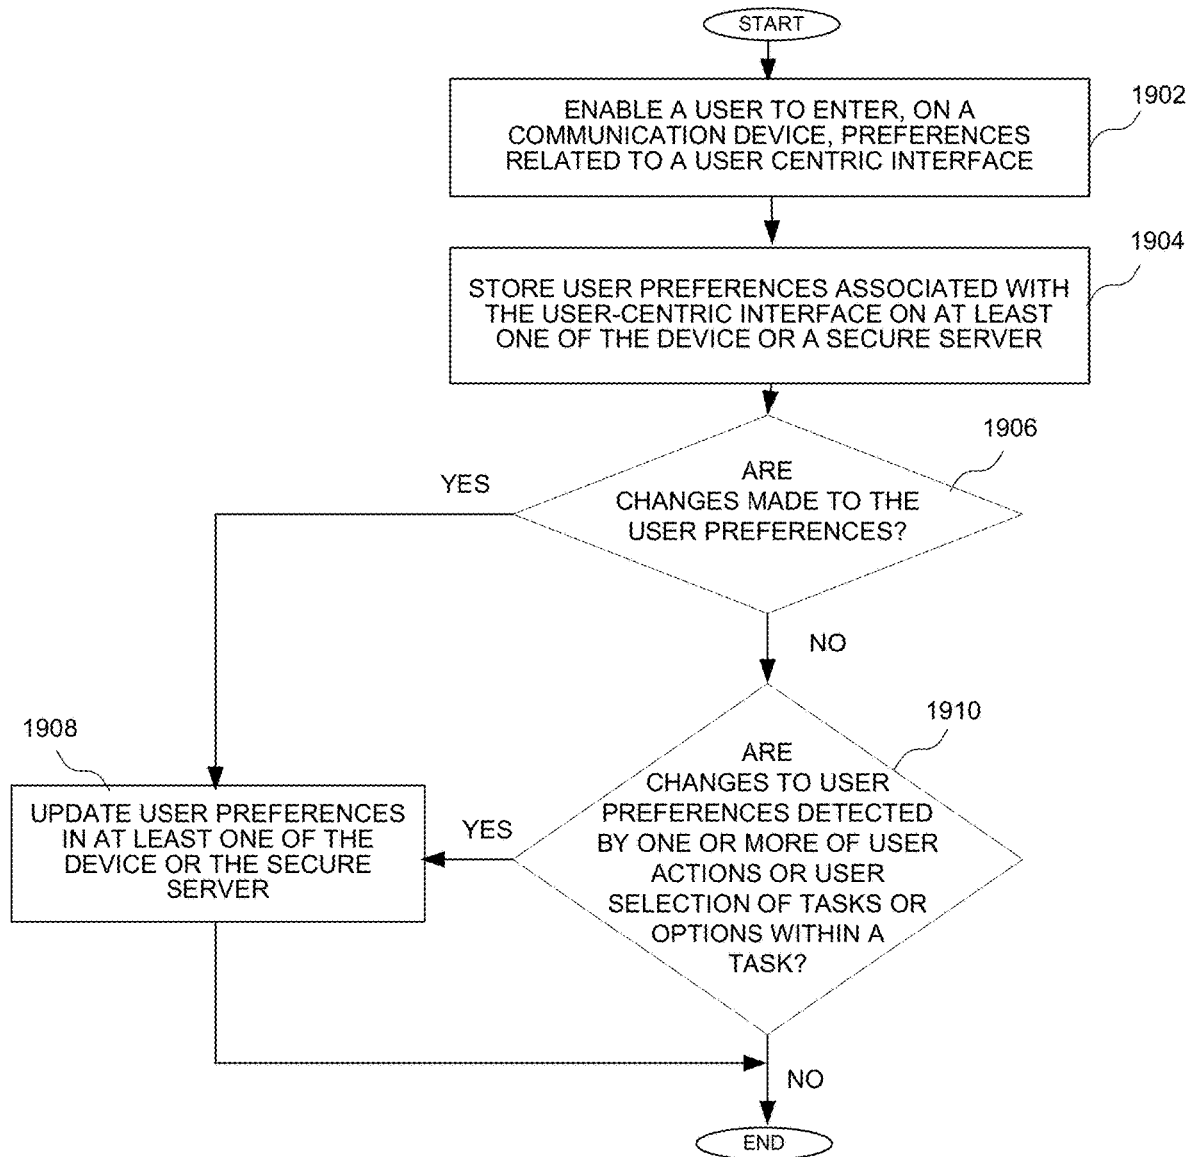 START
ENABLE A USER TO ENTER, ON A
COMMUNICATION DEVICE, PREFERENCES
RELATED TO A USER CENTRIC INTERFACE
1902
STORE USER PREFERENCES ASSOCIATED WITH
THE USER-CENTRIC INTERFACE ON AT LEAST
ONE OF THE DEVICE OR A SECURE SERVER
1904
ARE
CHANGES MADE TO THE
USER PREFERENCES?
1906
YES
NO
1908
UPDATE USER PREFERENCES
IN AT LEAST ONE OF THE
DEVICE OR THE SECURE
SERVER
YES
ARE
CHANGES TO USER
PREFERENCES DETECTED
BY ONE OR MORE OF USER
ACTIONS OR USER
SELECTION OF TASKS OR
OPTIONS WITHIN A
TASK?
1910
NO
END